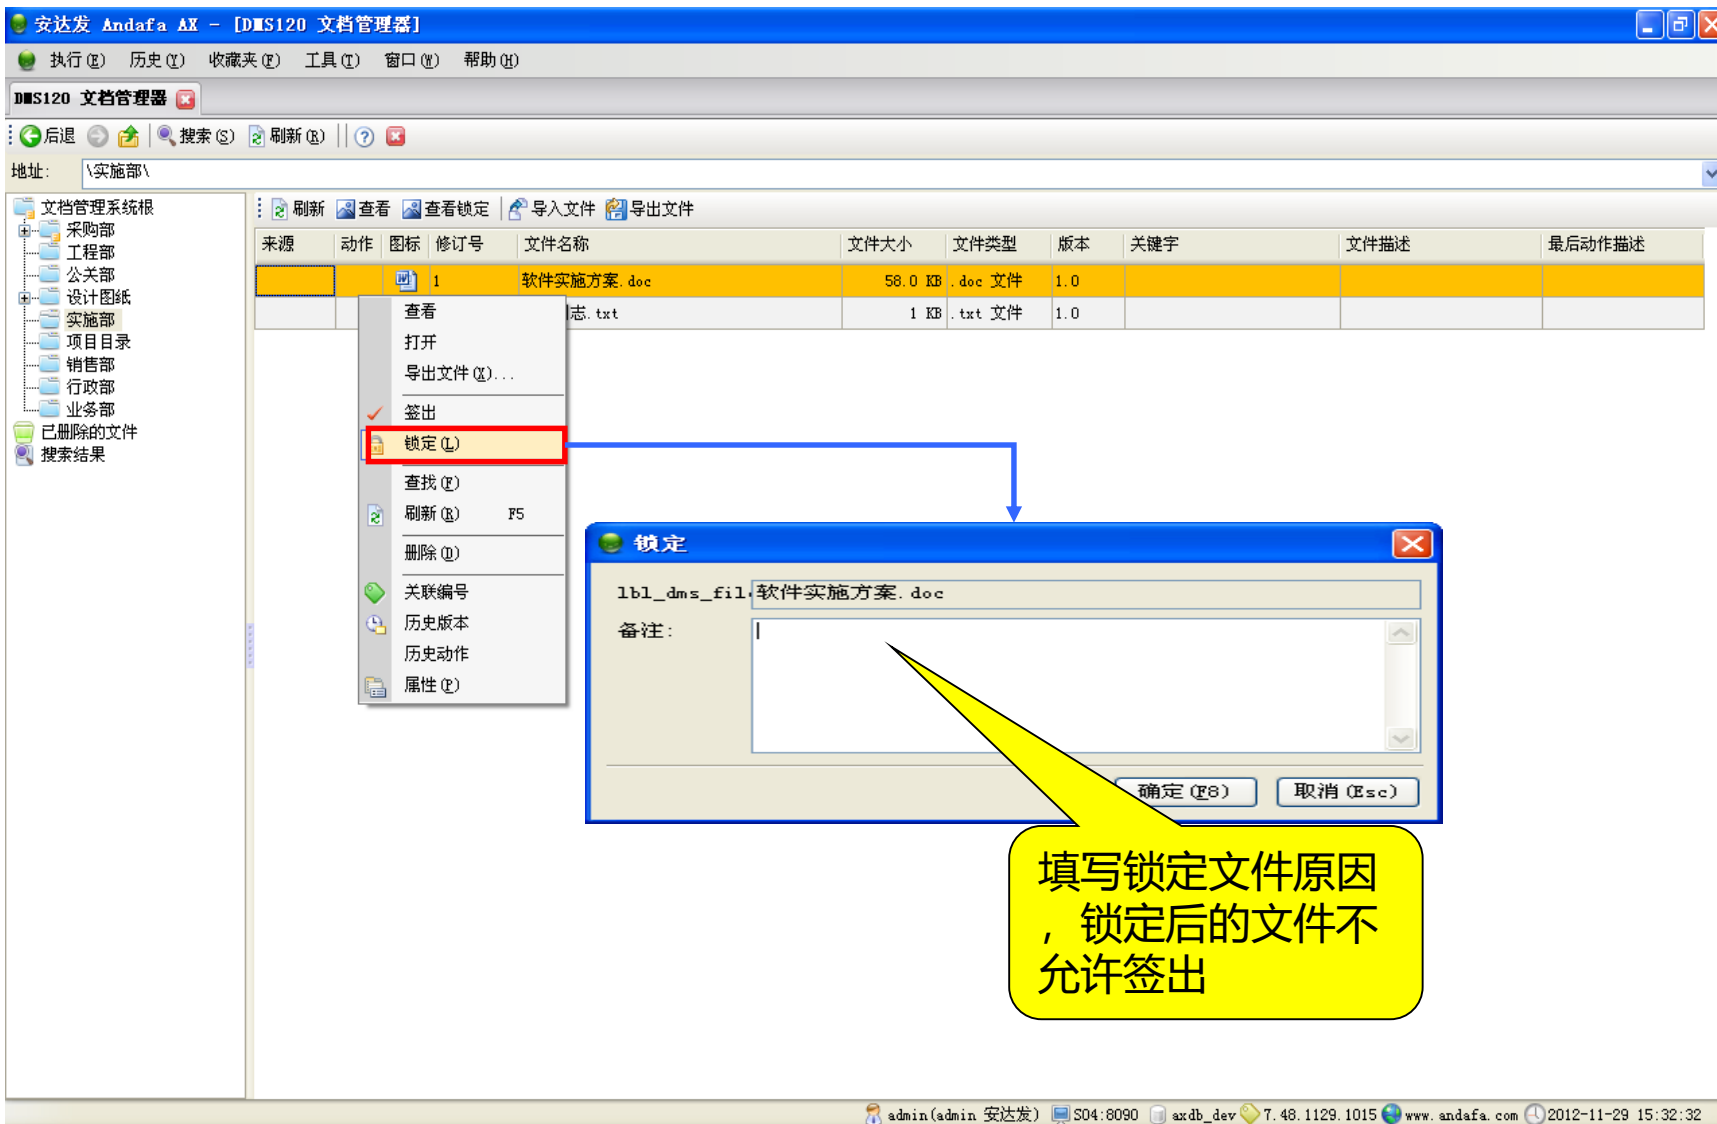 安达发 Andafa AX - [DMS120 文档管理器]
执行(E) 历史(Y) 收藏夹(F) 工具(T) 窗口(W) 帮助(H)
DMS120 文档管理器
后退 搜索(S) 刷新(R)
地址: \实施部\
文档管理系统根
采购部
工程部
公关部
设计图纸
实施部
项目目录
销售部
行政部
业务部
已删除的文件
搜索结果
刷新 查看 查看锁定 导入文件 导出文件
来源 动作 图标 修订号 文件名称 文件大小 文件类型 版本 关键字 文件描述 最后动作描述
1 软件实施方案.doc 58.0 KB .doc 文件 1.0
志.txt 1 KB .txt 文件 1.0
查看
打开
导出文件(X)...
签出
锁定(L)
查找(F)
刷新(R) F5
删除(D)
关联编号
历史版本
历史动作
属性(P)
锁定
lbl_dms_fil 软件实施方案.doc
备注:
确定(F8) 取消(Esc)
填写锁定文件原因
，锁定后的文件不
允许签出
admin(admin 安达发) S04:8090 axdb_dev 7.48.1129.1015 www.andafa.com 2012-11-29 15:32:32